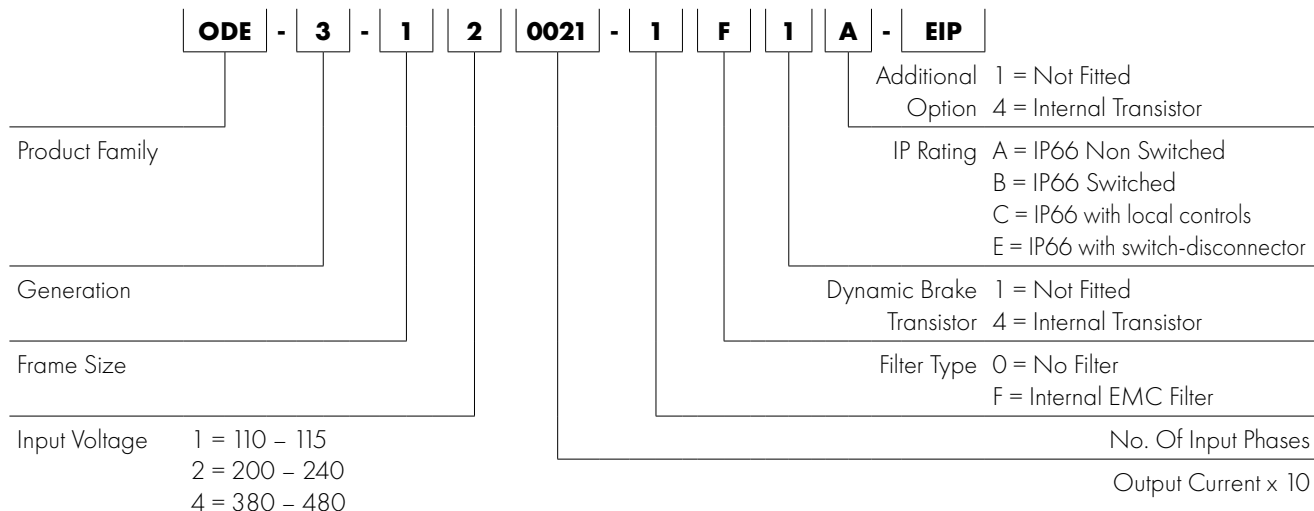 ODE - 3 - 1 2 0021 - 1 F 1 A - EIP
Product Family
Generation
Frame Size
Input Voltage 1 = 110 – 115
2 = 200 – 240
4 = 380 – 480
Additional 1 = Not Fitted
Option 4 = Internal Transistor
IP Rating A = IP66 Non Switched
B = IP66 Switched
C = IP66 with local controls
E = IP66 with switch-disconnector
Dynamic Brake 1 = Not Fitted
Transistor 4 = Internal Transistor
Filter Type 0 = No Filter
F = Internal EMC Filter
No. Of Input Phases
Output Current x 10